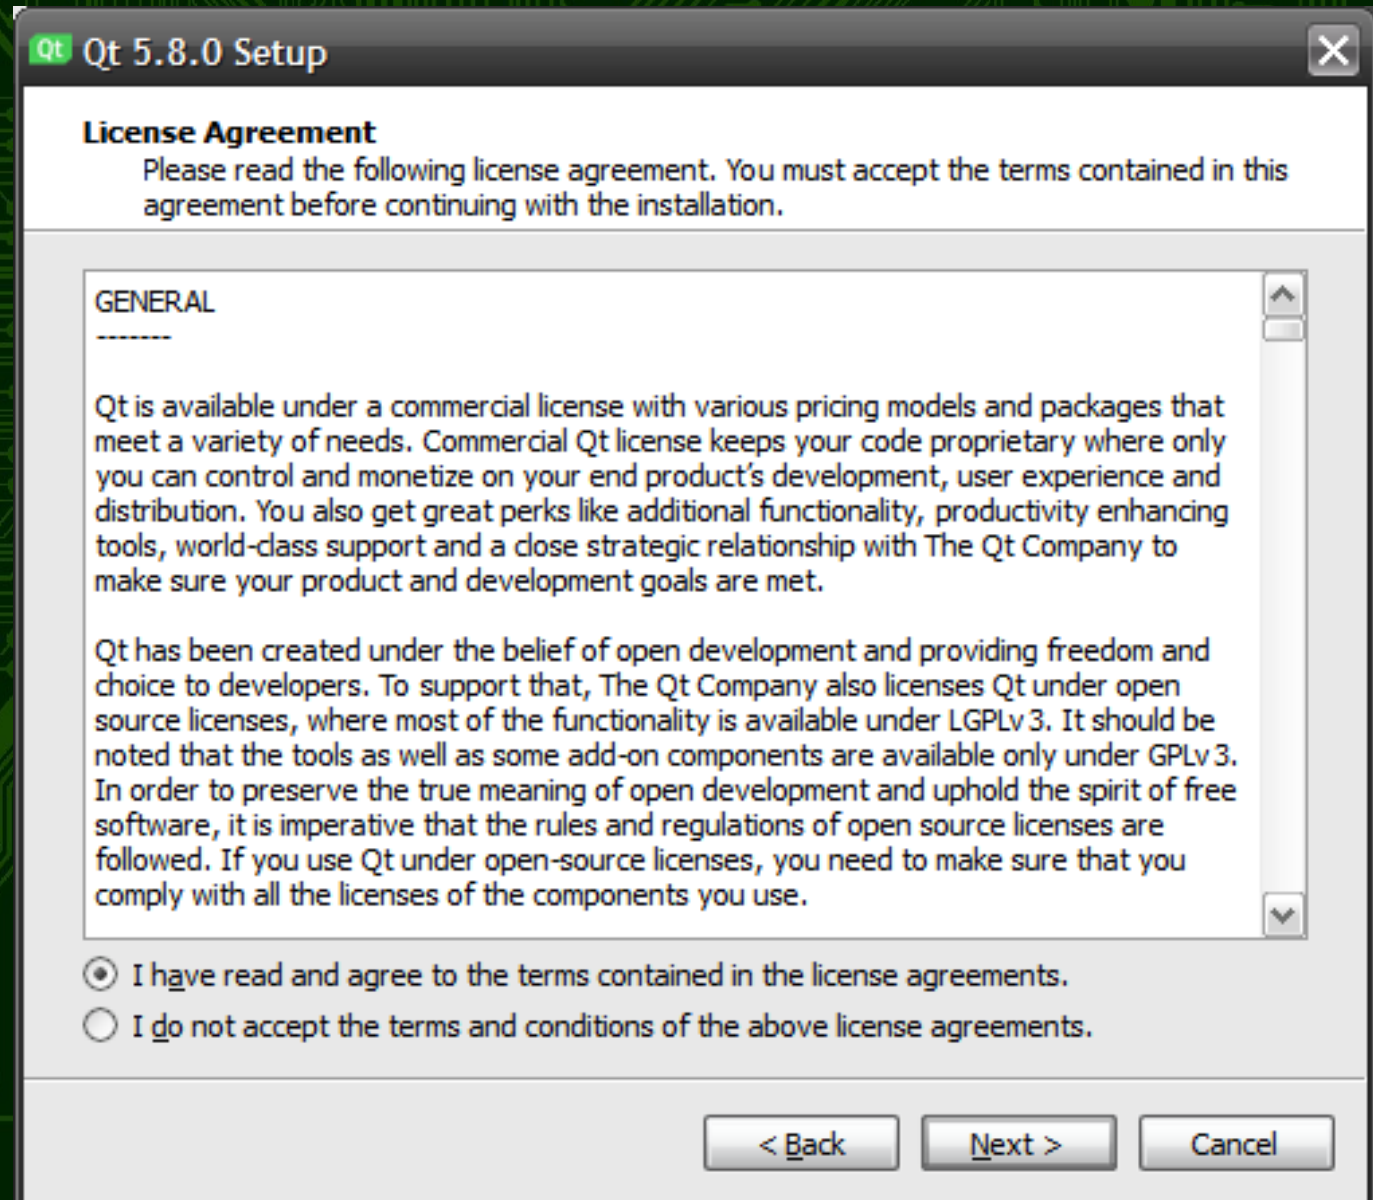 Qt Qt 5.8.0 Setup
License Agreement
Please read the following license agreement. You must accept the terms contained in this
agreement before continuing with the installation.
GENERAL
-------
Qt is available under a commercial license with various pricing models and packages that
meet a variety of needs. Commercial Qt license keeps your code proprietary where only
you can control and monetize on your end product’s development, user experience and
distribution. You also get great perks like additional functionality, productivity enhancing
tools, world-class support and a close strategic relationship with The Qt Company to
make sure your product and development goals are met.
Qt has been created under the belief of open development and providing freedom and
choice to developers. To support that, The Qt Company also licenses Qt under open
source licenses, where most of the functionality is available under LGPLv3. It should be
noted that the tools as well as some add-on components are available only under GPLv3.
In order to preserve the true meaning of open development and uphold the spirit of free
software, it is imperative that the rules and regulations of open source licenses are
followed. If you use Qt under open-source licenses, you need to make sure that you
comply with all the licenses of the components you use.
I have read and agree to the terms contained in the license agreements.
I do not accept the terms and conditions of the above license agreements.
< Back Next > Cancel